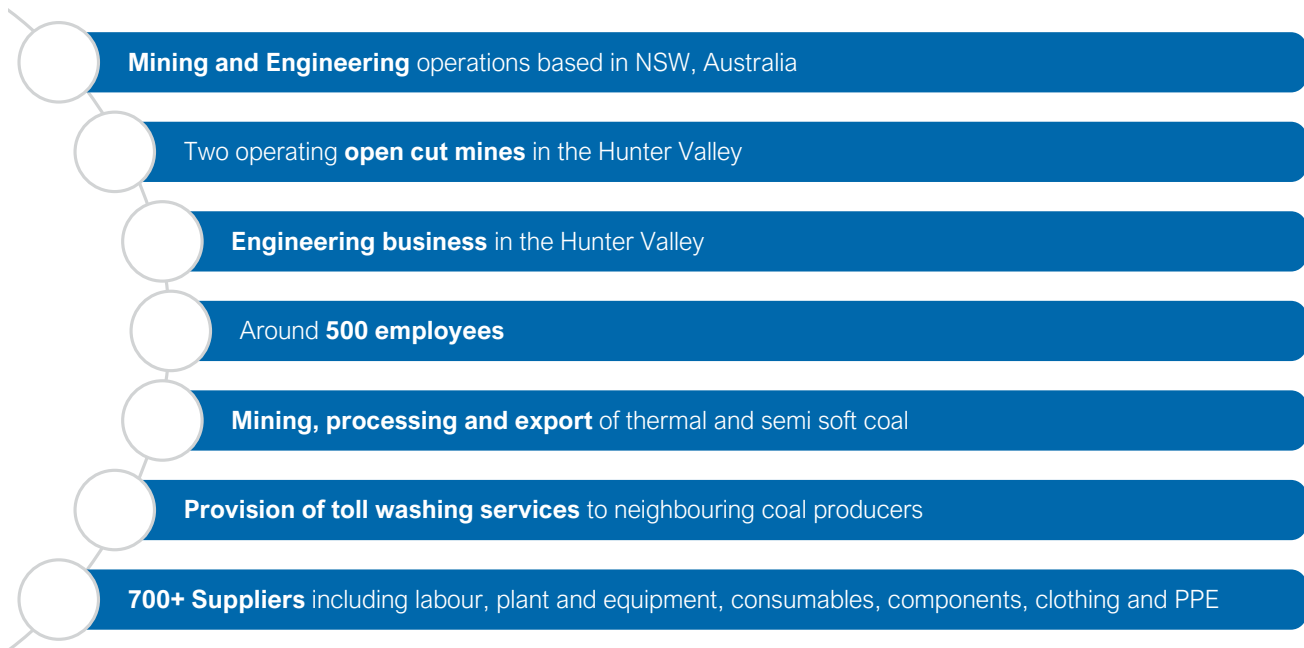 Mining and Engineering operations based in NSW, Australia
Two operating open cut mines in the Hunter Valley
Engineering business in the Hunter Valley
Around 500 employees
Mining, processing and export of thermal and semi soft coal
Provision of toll washing services to neighbouring coal producers
700+ Suppliers including labour, plant and equipment, consumables, components, clothing and PPE